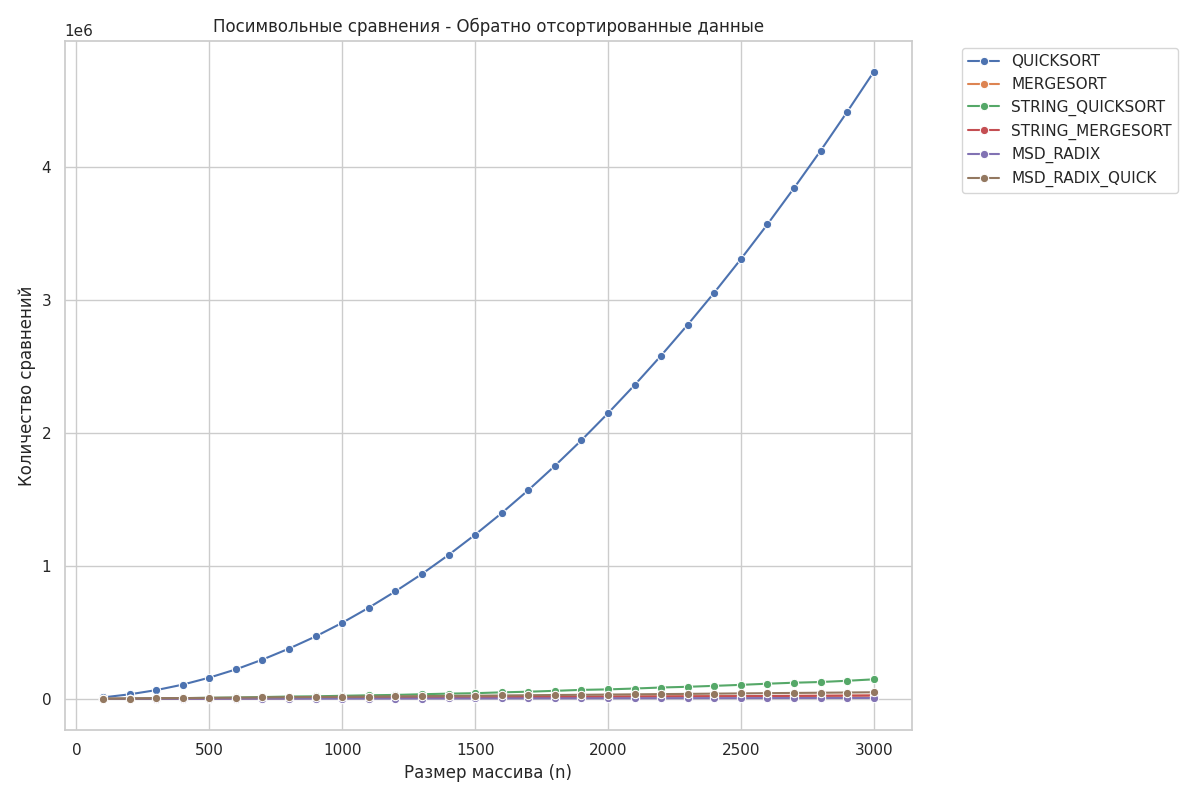 Посимвольные сравнения - Обратно отсортированные данные
1e6
QUICKSORT
MERGESORT
STRING_QUICKSORT
STRING_MERGESORT
MSD_RADIX
MSD_RADIX_QUICK
Количество сравнений
4
3
2
1
0
0
500
1000
1500
2000
2500
3000
Размер массива (n)